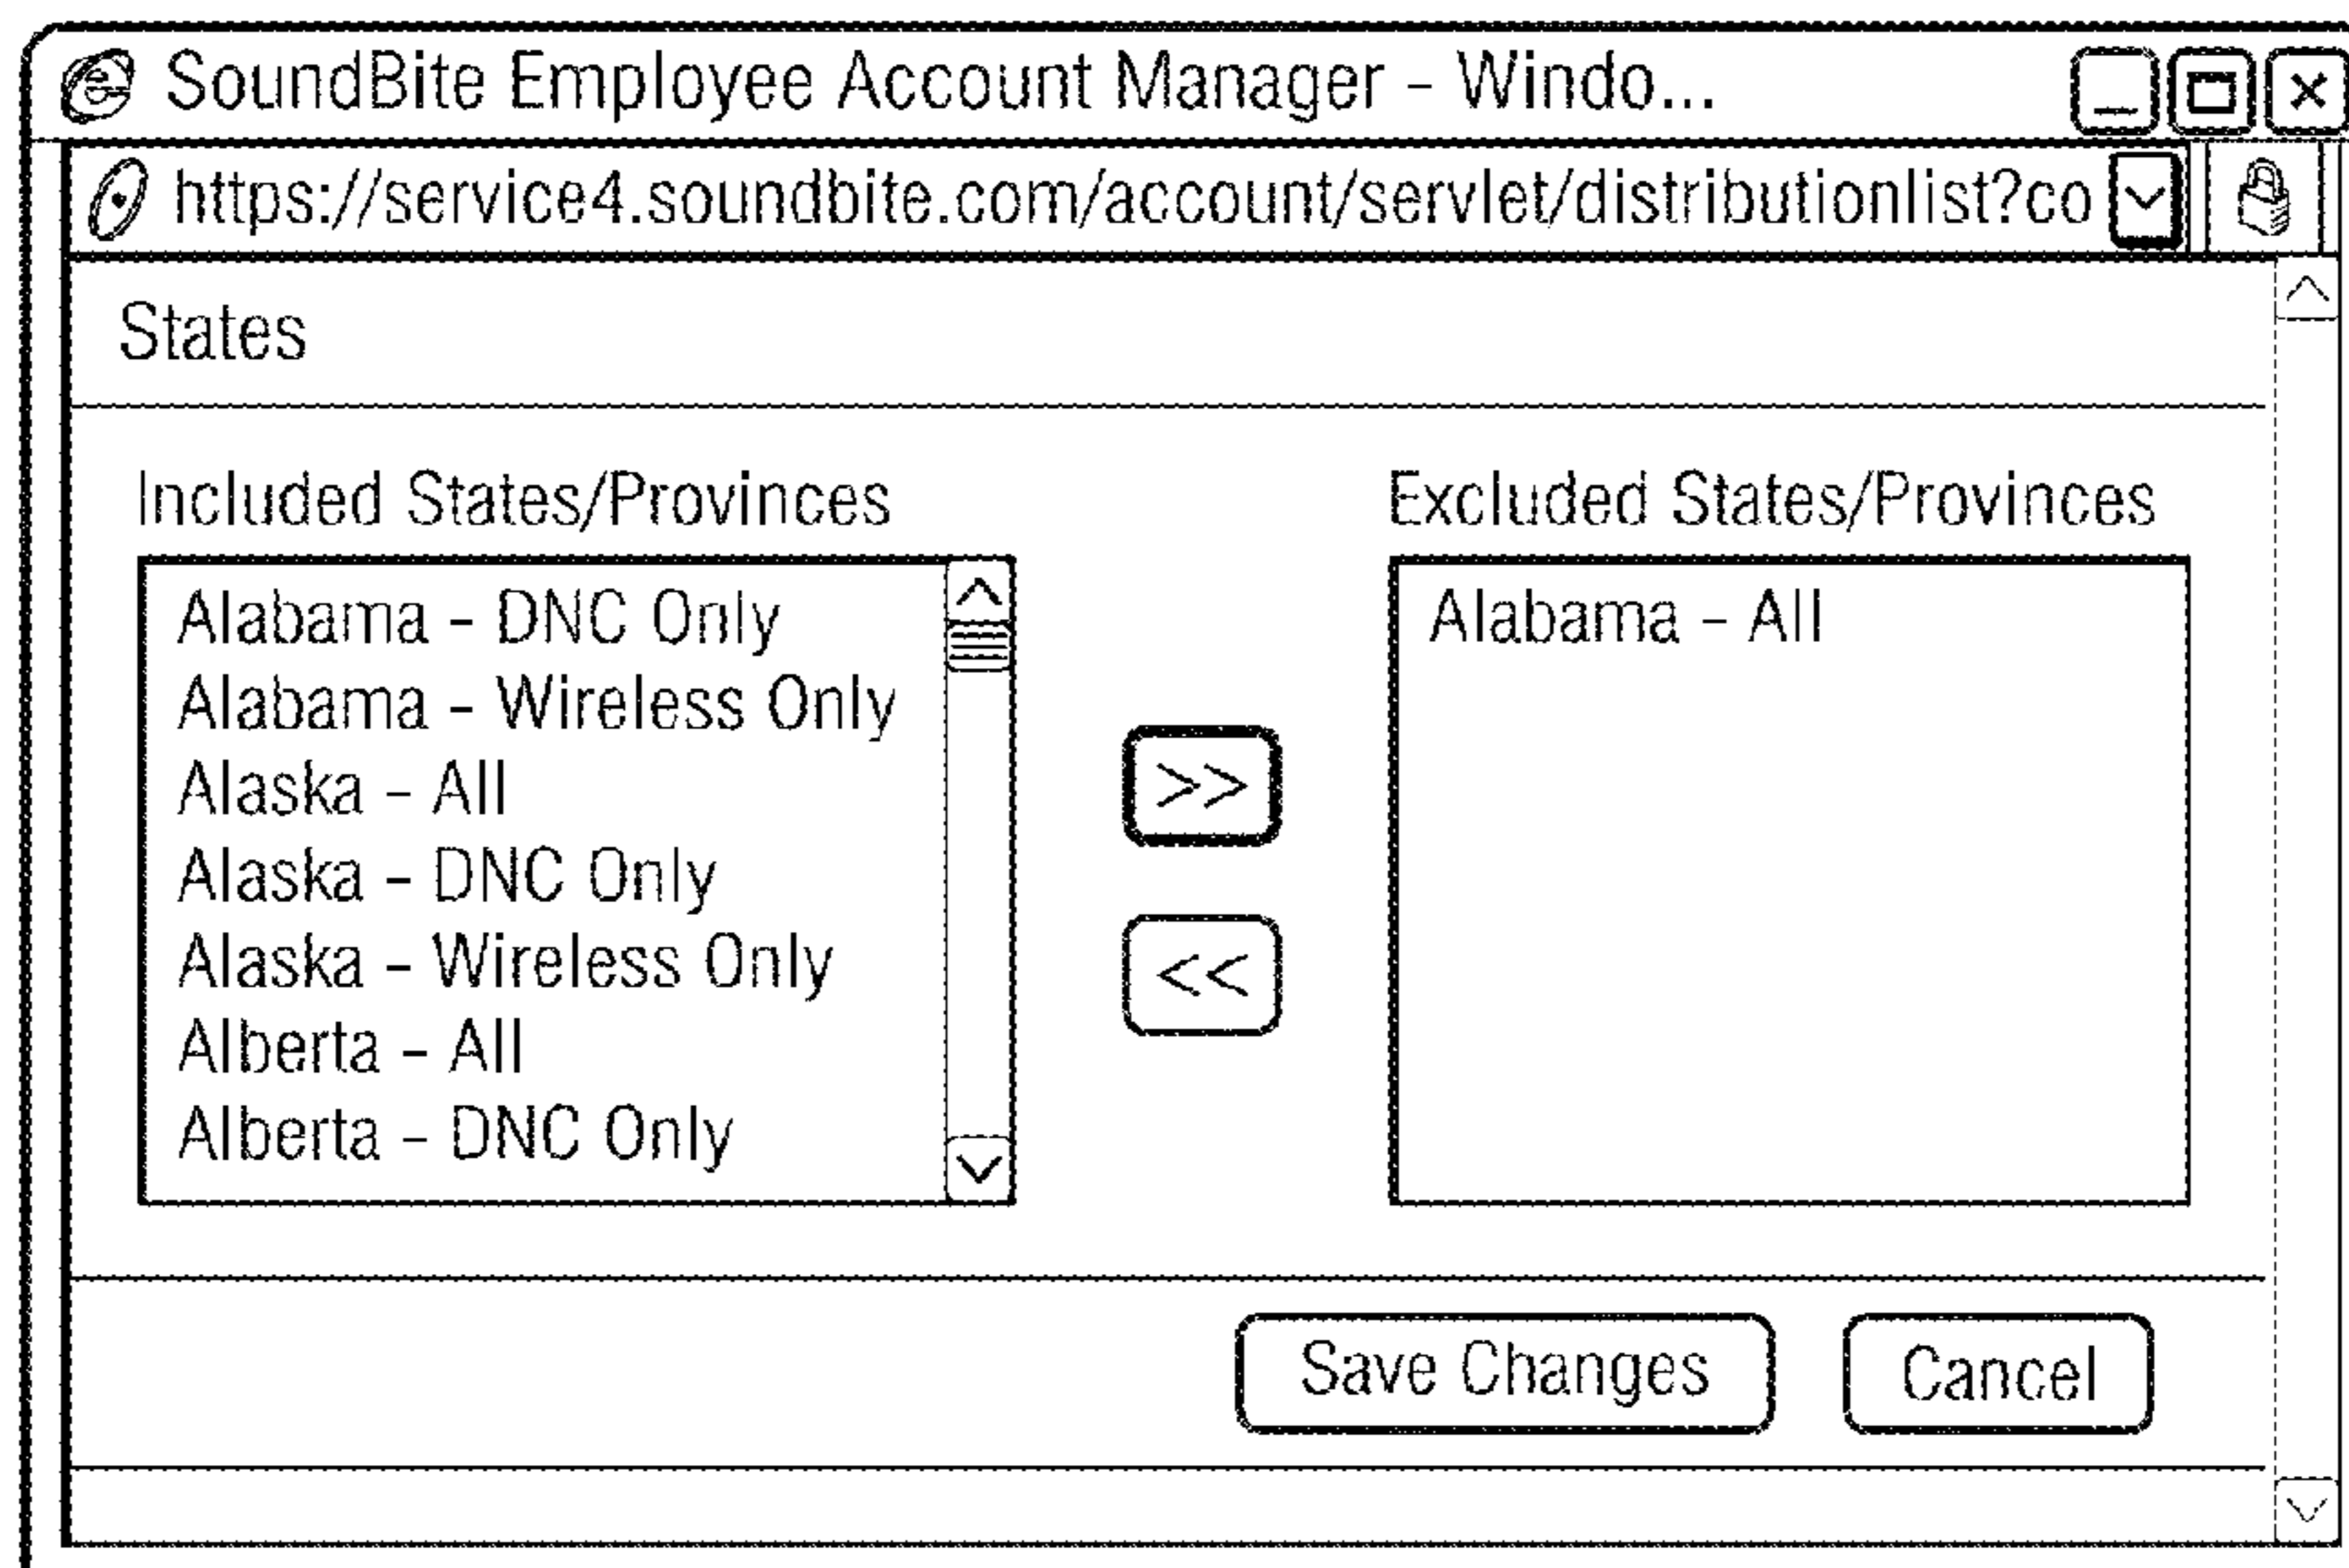 SoundBite Employee Account Manager - Windo...
https://service4.soundbite.com/account/servlet/distributionlist?co
States
Included States/Provinces
Alabama - DNC Only
Alabama - Wireless Only
Alaska - All
Alaska - DNC Only
Alaska - Wireless Only
Alberta - All
Alberta - DNC Only
>>
<<
Excluded States/Provinces
Alabama - All
Save Changes
Cancel